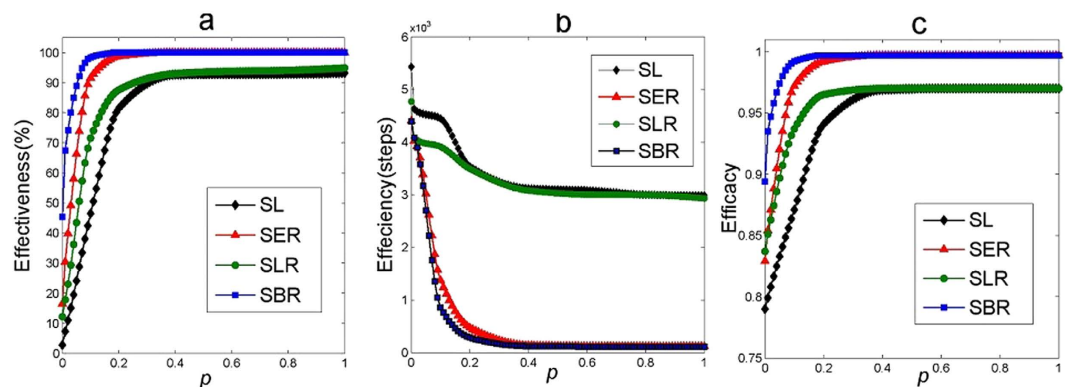 a
Effectiveness(%)
100
90
80
70
60
50
40
30
20
10
0
0
0.2
0.4
0.6
0.8
1
p
SL
SER
SLR
SBR
b
×10³
Effeciency(steps)
6
5
4
3
2
1
0
0
0.2
0.4
0.6
0.8
1
p
SL
SER
SLR
SBR
c
Efficacy
1
0.95
0.9
0.85
0.8
0.75
0
0.2
0.4
0.6
0.8
1
p
SL
SER
SLR
SBR